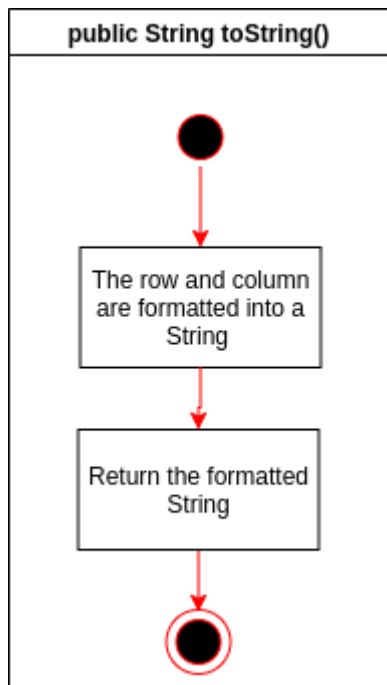 public String toString()
The row and column
are formatted into a
String
Return the formatted
String